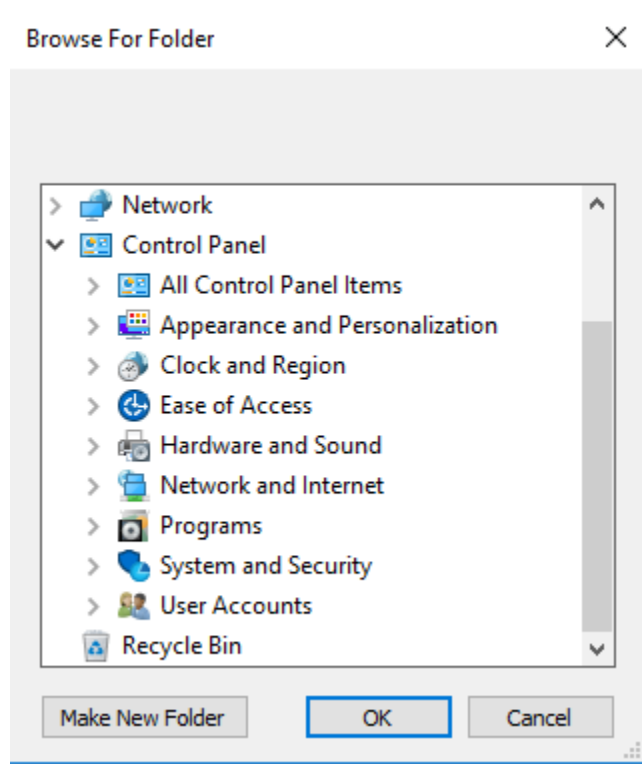 Browse For Folder
Network
Control Panel
All Control Panel Items
Appearance and Personalization
Clock and Region
Ease of Access
Hardware and Sound
Network and Internet
Programs
System and Security
User Accounts
Recycle Bin
Make New Folder
OK
Cancel